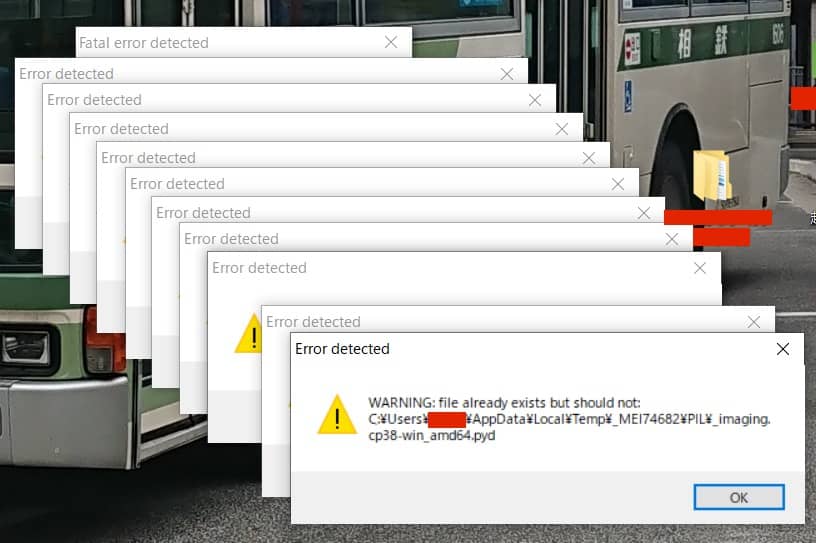 Fatal error detected
Error detected
Error detected
Error detected
Error detected
Error detected
Error detected
Error detected
Error detected
Error detected
Error detected
WARNING: file already exists but should not:
C:¥Users¥ ¥AppData¥Local¥Temp¥_MEI74682¥PIL¥_imaging.
cp38-win_amd64.pyd
OK
相鉄